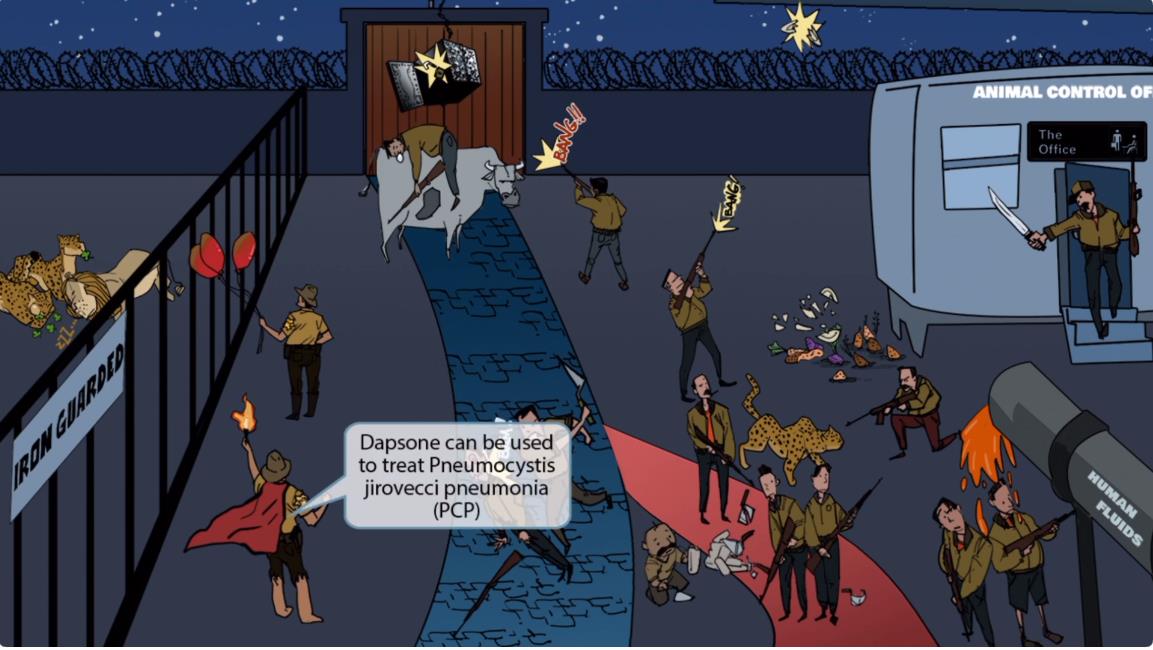 BANG!!
BANG!
ANIMAL CONTROL OF
The
Office
zzz
IRON GUARDED
Dapsone can be used
to treat Pneumocystis
jirovecci pneumonia
(PCP)
HUMAN
FLUIDS